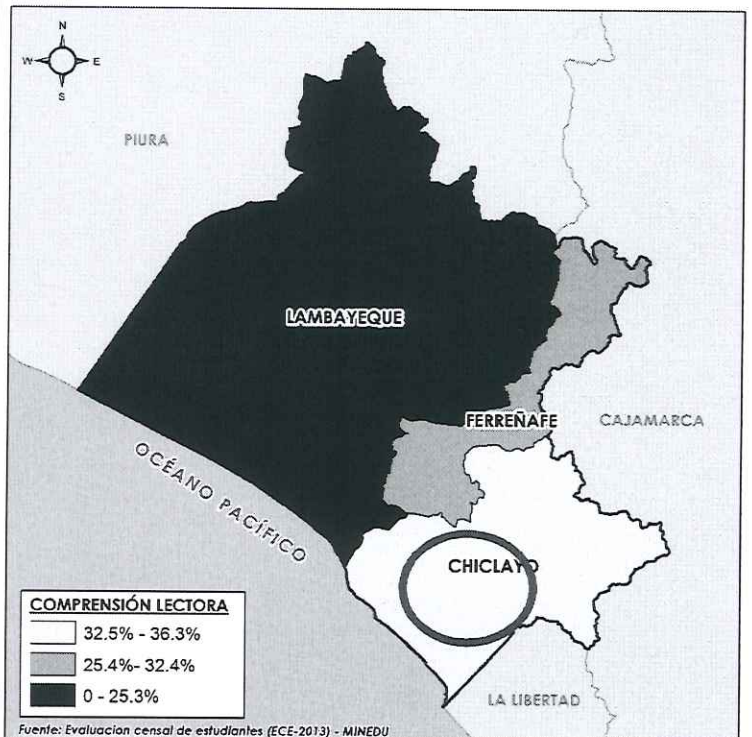 N
W E
S
PIURA
LAMBAYEQUE
FERREÑAFE
CAJAMARCA
OCÉANO PACÍFICO
CHICLAYO
COMPRENSIÓN LECTORA
32.5% - 36.3%
25.4% - 32.4%
0 - 25.3%
LA LIBERTAD
Fuente: Evaluacion censal de estudiantes (ECE-2013) - MINEDU